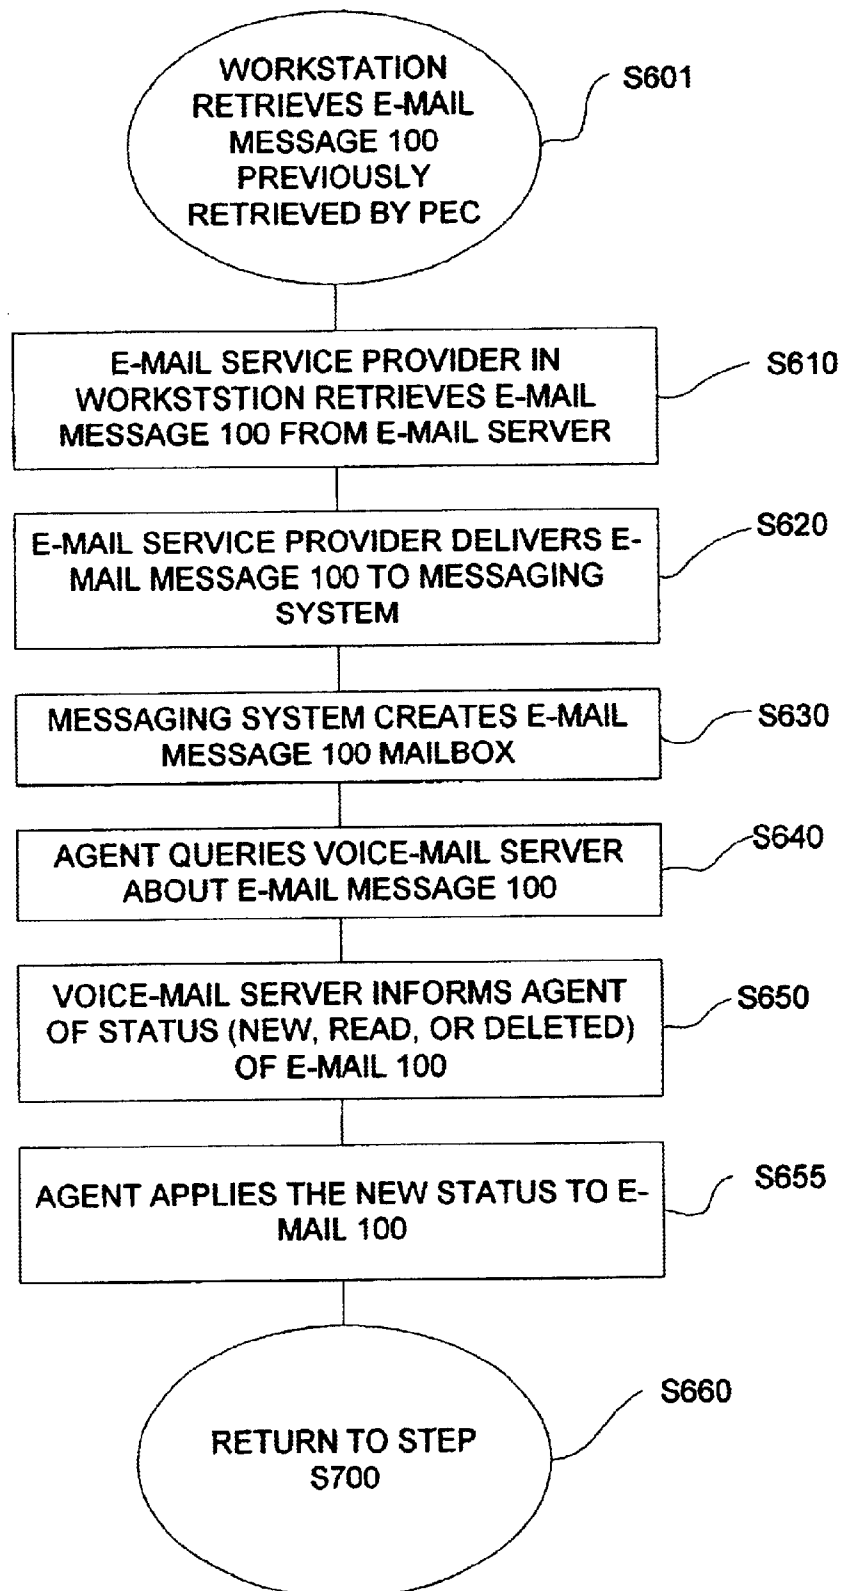 WORKSTATION
RETRIEVES E-MAIL
MESSAGE 100
PREVIOUSLY
RETRIEVED BY PEC
S601
E-MAIL SERVICE PROVIDER IN
WORKSTSTION RETRIEVES E-MAIL
MESSAGE 100 FROM E-MAIL SERVER
S610
E-MAIL SERVICE PROVIDER DELIVERS E-
MAIL MESSAGE 100 TO MESSAGING
SYSTEM
S620
MESSAGING SYSTEM CREATES E-MAIL
MESSAGE 100 MAILBOX
S630
AGENT QUERIES VOICE-MAIL SERVER
ABOUT E-MAIL MESSAGE 100
S640
VOICE-MAIL SERVER INFORMS AGENT
OF STATUS (NEW, READ, OR DELETED)
OF E-MAIL 100
S650
AGENT APPLIES THE NEW STATUS TO E-
MAIL 100
S655
RETURN TO STEP
S700
S660